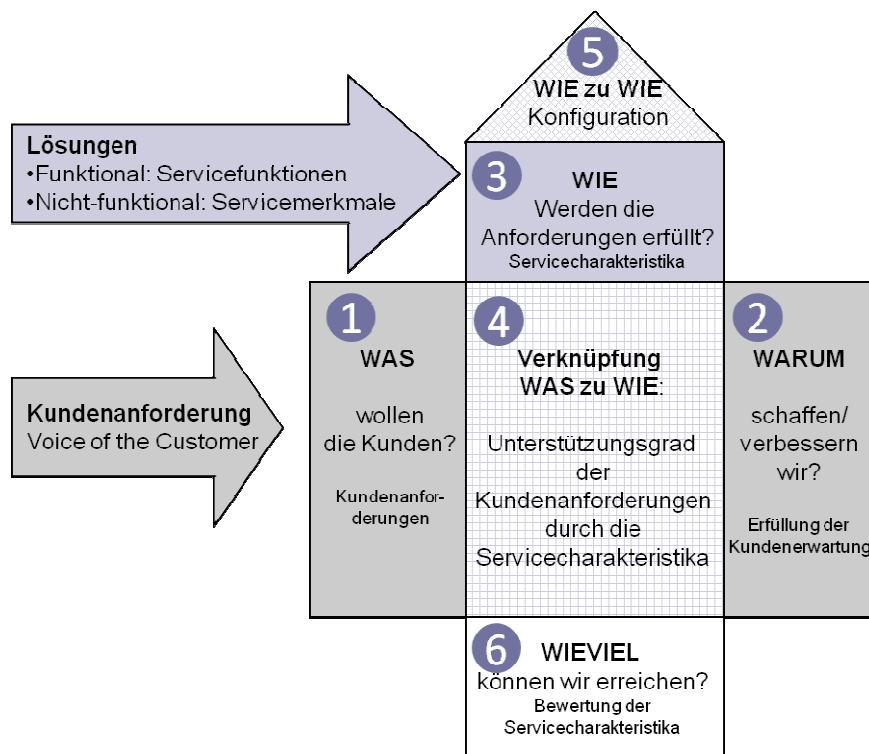 5
WIE zu WIE
Konfiguration
Lösungen
•Funktional: Servicefunktionen
•Nicht-funktional: Servicemerkmale
3
WIE
Werden die
Anforderungen erfüllt?
Servicecharakteristika
Kundenanforderung
Voice of the Customer
1
WAS
wollen
die Kunden?
Kundenanfor-
derungen
4
Verknüpfung
WAS zu WIE:
Unterstützungsgrad
der
Kundenanforderungen
durch die
Servicecharakteristika
2
WARUM
schaffen/
verbessern
wir?
Erfüllung der
Kundenerwartung
6
WIEVIEL
können wir erreichen?
Bewertung der
Servicecharakteristika